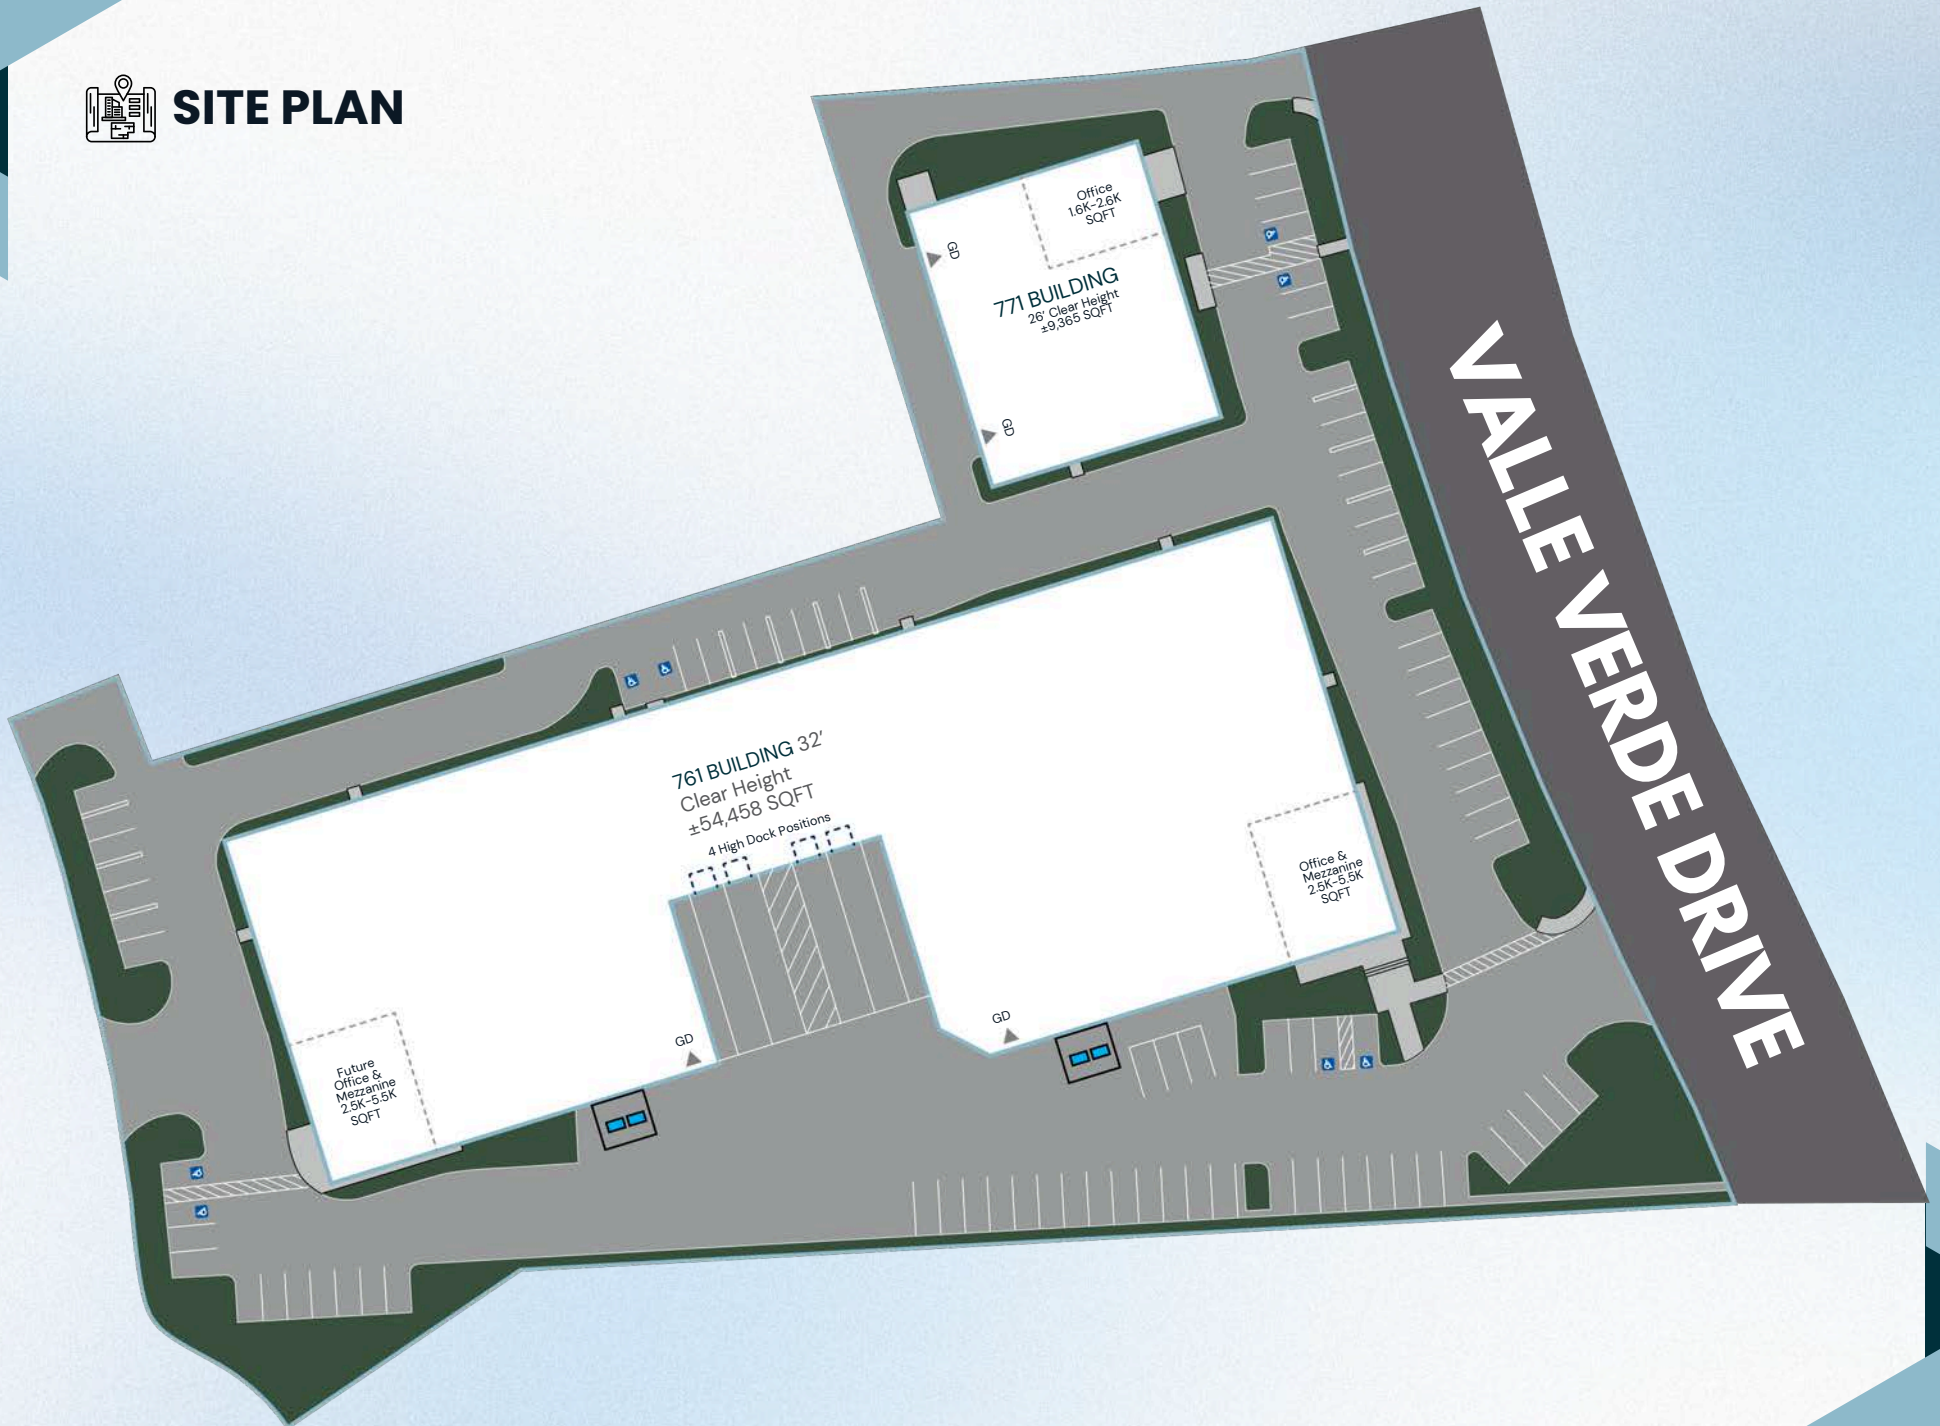 SITE PLAN
Office
1.6K-2.6K
SQFT
GD
771 BUILDING
26' Clear Height
±9,365 SQFT
GD
VALLE VERDE DRIVE
761 BUILDING 32'
Clear Height
±54,458 SQFT
4 High Dock Positions
Office &
Mezzanine
2.5K-5.5K
SQFT
GD
GD
Future
Office &
Mezzanine
2.5K-5.5K
SQFT